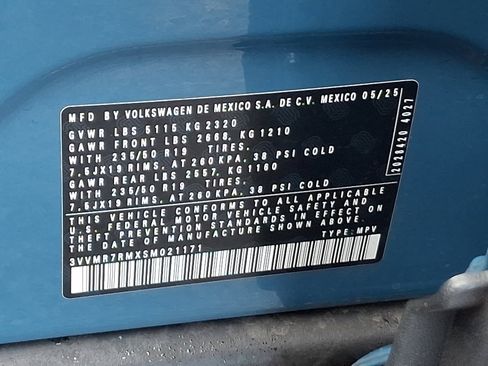 MFD BY VOLKSWAGEN DE MEXICO S.A. DE C.V. MEXICO 05/25
GVWR LBS 5115 KG 2320
GAWR FRONT LBS 2668, KG 1210
WITH 235/50 R19 TIRES,
7,5JX19 RIMS, AT 260 KPA, 38 PSI COLD
GAWR REAR LBS 2557, KG 1160
WITH 235/50 R19 TIRES,
7,5JX19 RIMS, AT 260 KPA, 38 PSI COLD
THIS VEHICLE CONFORMS TO ALL APPLICABLE
U.S. FEDERAL MOTOR VEHICLE SAFETY AND
THEFT PREVENTION STANDARDS IN EFFECT ON
THE DATE OF MANUFACTURE SHOWN ABOVE.
3VVMR7RMXSM021171 TYPE: MPV
2028420 4027